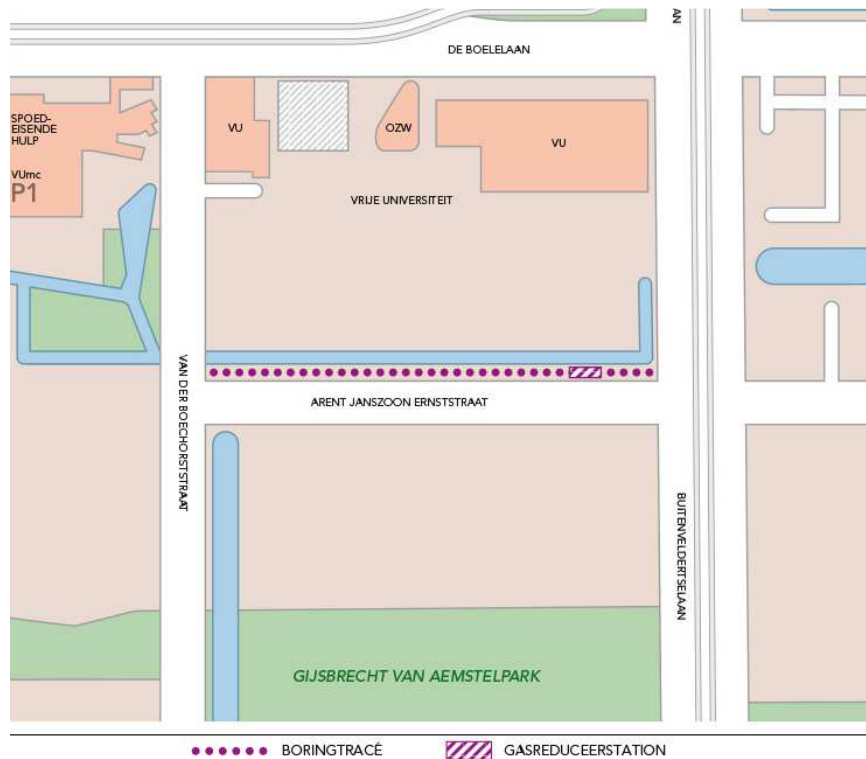 AN
DE BOELELAAN
SPOED-
EISENDE
HULP
VUmc
P1
VU
OZW
VU
VRIJE UNIVERSITEIT
VAN DER BOECHORSTSTRAAT
ARENT JANSZOON ERNSTSTRAAT
BUITENVELDERTSELAAN
GIJSBRECHT VAN AEMSTELPARK
BORINGTRACÉ
GASREDUCEERSTATION